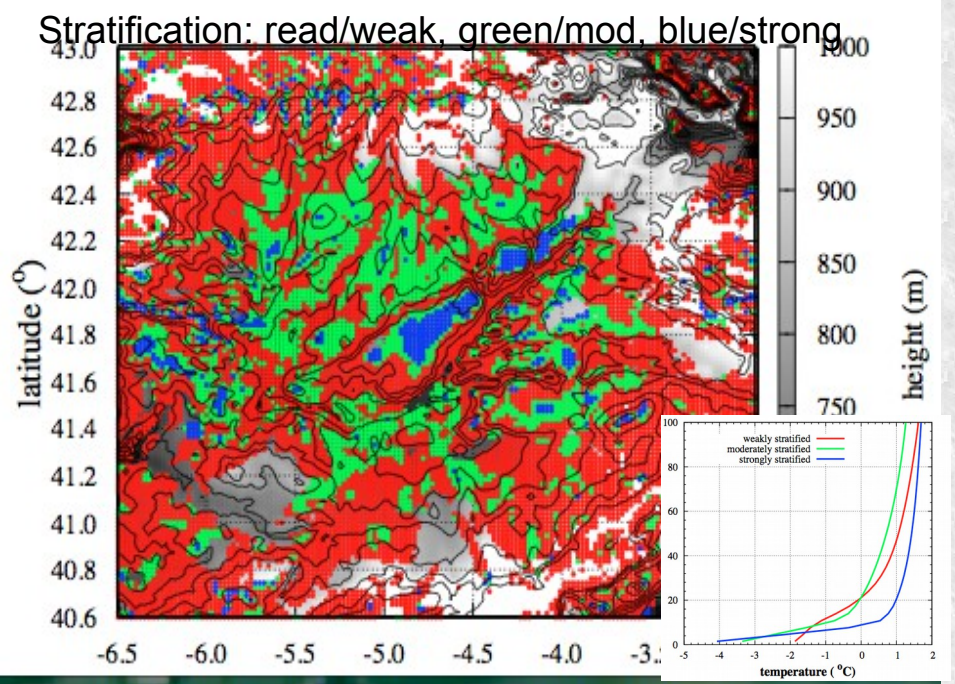 Stratification: read/weak, green/mod, blue/strong
43.0
42.8
42.6
42.4
42.2
42.0
41.8
41.6
41.4
41.2
41.0
40.8
40.6
latitude (°)
-6.5 -6.0 -5.5 -5.0 -4.5 -4.0 -3.
1000
950
900
850
800
750
height (m)
100
80
60
40
20
0
weakly stratified
moderately stratified
strongly stratified
-5 -4 -3 -2 -1 0 1 2
temperature (°C)